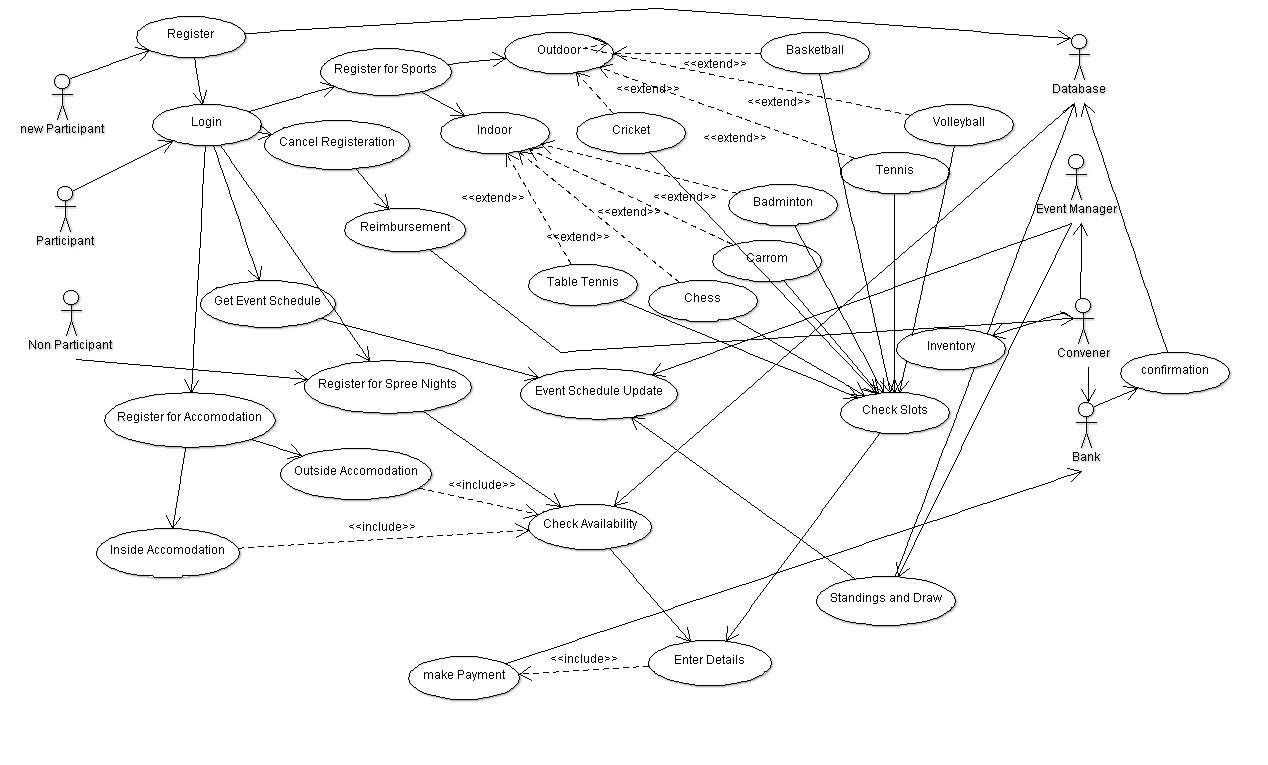 Register
Outdoor
Basketball
Register for Sports
<<extend>>
Database
<<extend>>
<<extend>>
new Participant
Login
Indoor
Cricket
Volleyball
Cancel Registeration
<<extend>>
Tennis
<<extend>>
<<extend>>
Badminton
Event Manager
<<extend>>
Reimbursement
Participant
<<extend>>
Carrom
Table Tennis
Chess
Get Event Schedule
Non Participant
Inventory
Convener
confirmation
Register for Spree Nights
Event Schedule Update
Check Slots
Register for Accomodation
Bank
Outside Accomodation
<<include>>
<<include>>
Check Availability
Inside Accomodation
Standings and Draw
<<include>>
Enter Details
make Payment